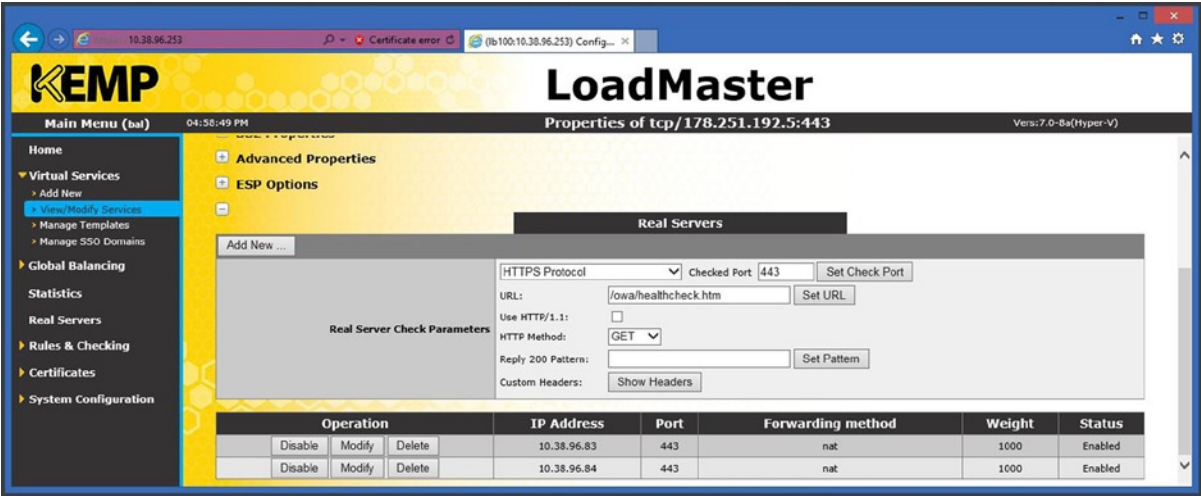 10.38.96.253
Certificate error
(lb100:10.38.96.253) Config...
KEMP
LoadMaster
Main Menu (bal)
04:58:49 PM
Properties of tcp/178.251.192.5:443
Vers:7.0-8a(Hyper-V)
Home
Virtual Services
Add New
View/Modify Services
Manage Templates
Manage SSO Domains
Global Balancing
Statistics
Real Servers
Rules & Checking
Certificates
System Configuration
Advanced Properties
ESP Options
Real Servers
Add New ...
Real Server Check Parameters
HTTPS Protocol Checked Port 443 Set Check Port
URL: /owa/healthcheck.htm Set URL
Use HTTP/1.1:
HTTP Method: GET
Reply 200 Pattern: Set Pattern
Custom Headers: Show Headers
Operation IP Address Port Forwarding method Weight Status
Disable Modify Delete 10.38.96.83 443 nat 1000 Enabled
Disable Modify Delete 10.38.96.84 443 nat 1000 Enabled